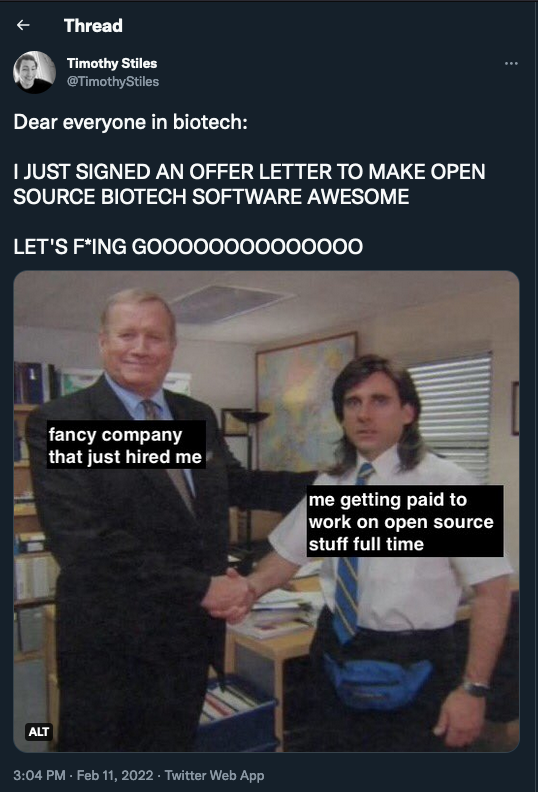 Thread
Timothy Stiles
@TimothyStiles
Dear everyone in biotech:
I JUST SIGNED AN OFFER LETTER TO MAKE OPEN
SOURCE BIOTECH SOFTWARE AWESOME
LET'S F*ING GOOOOOOOOOOOOOO
fancy company
that just hired me
me getting paid to
work on open source
stuff full time
ALT
3:04 PM · Feb 11, 2022 · Twitter Web App